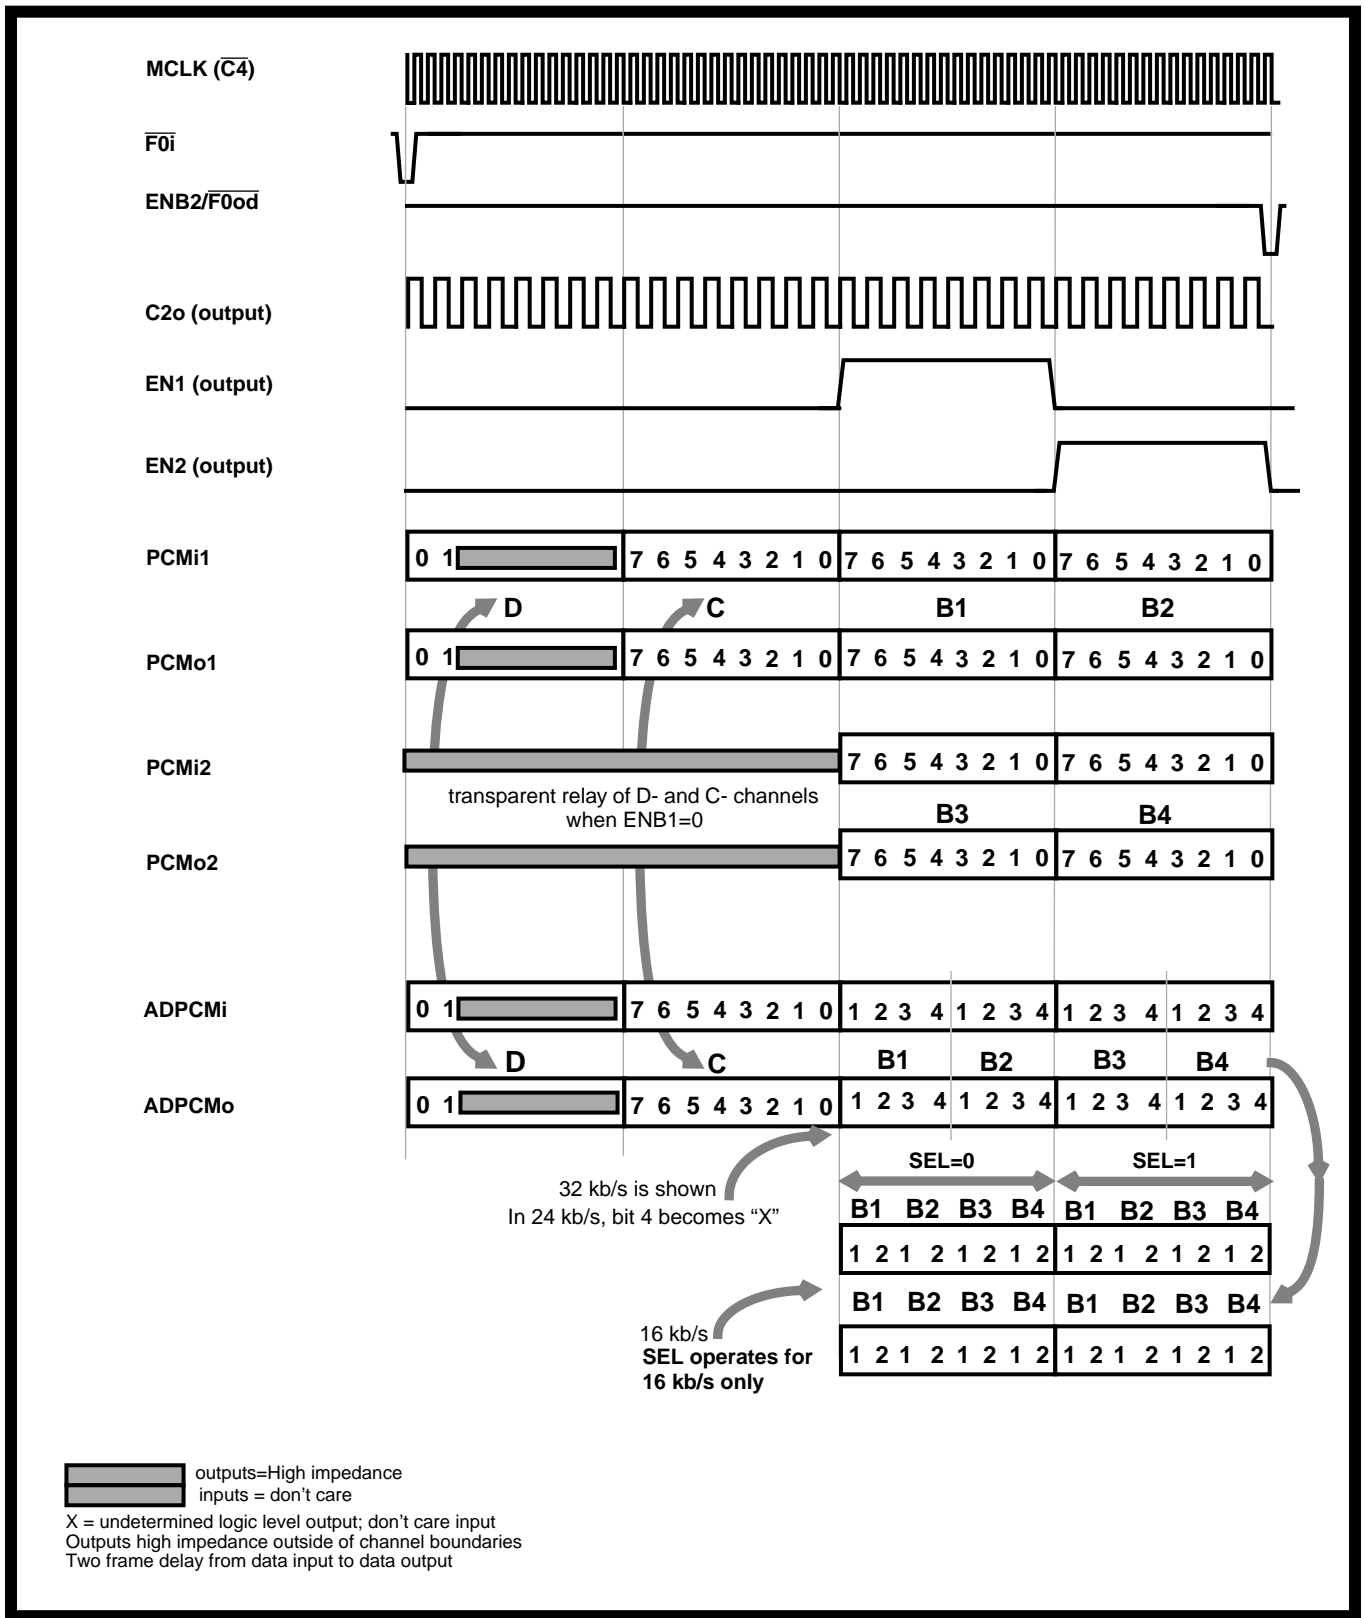 MCLK (C4)
F0i
ENB2/F0od
C2o (output)
EN1 (output)
EN2 (output)
PCMi1 0 1 7 6 5 4 3 2 1 0 7 6 5 4 3 2 1 0 7 6 5 4 3 2 1 0
D C B1 B2
PCMo1 0 1 7 6 5 4 3 2 1 0 7 6 5 4 3 2 1 0 7 6 5 4 3 2 1 0
PCMi2 7 6 5 4 3 2 1 0 7 6 5 4 3 2 1 0
transparent relay of D- and C- channels
when ENB1=0
B3 B4
PCMo2 7 6 5 4 3 2 1 0 7 6 5 4 3 2 1 0
ADPCMi 0 1 7 6 5 4 3 2 1 0 1 2 3 4 1 2 3 4 1 2 3 4 1 2 3 4
D C B1 B2 B3 B4
ADPCMo 0 1 7 6 5 4 3 2 1 0 1 2 3 4 1 2 3 4 1 2 3 4 1 2 3 4
SEL=0 SEL=1
32 kb/s is shown
In 24 kb/s, bit 4 becomes “X”
B1 B2 B3 B4 B1 B2 B3 B4
1 2 1 2 1 2 1 2 1 2 1 2 1 2 1 2
B1 B2 B3 B4 B1 B2 B3 B4
16 kb/s
SEL operates for
16 kb/s only
1 2 1 2 1 2 1 2 1 2 1 2 1 2 1 2
outputs=High impedance
inputs = don't care
X = undetermined logic level output; don't care input
Outputs high impedance outside of channel boundaries
Two frame delay from data input to data output